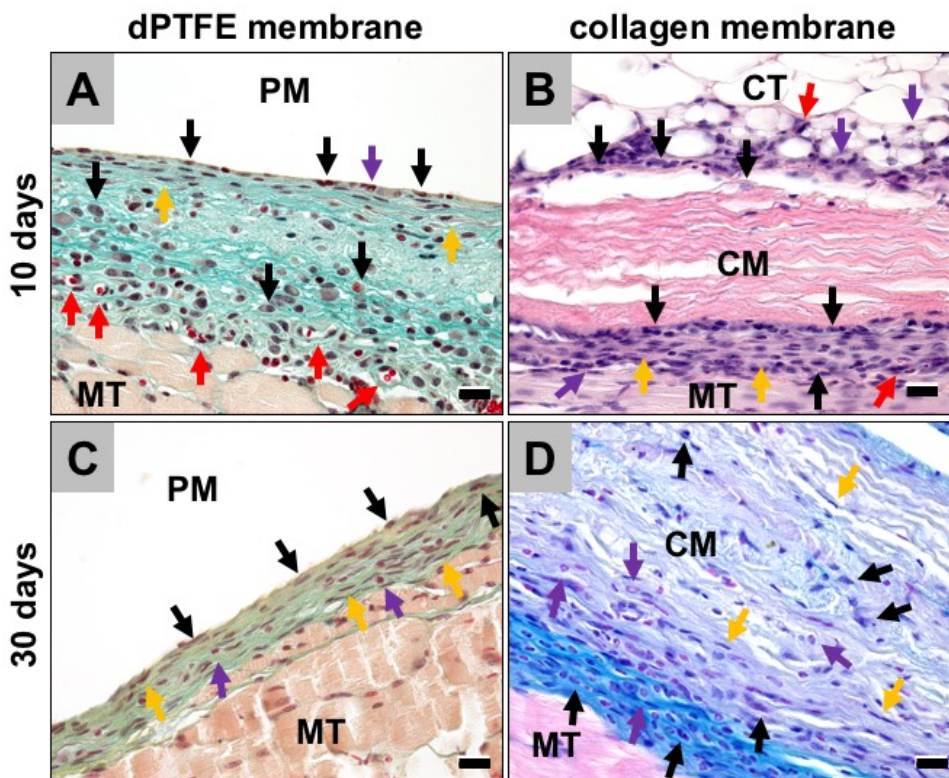 dPTFE membrane
collagen membrane
10 days
A
PM
MT
B
CT
CM
MT
30 days
C
PM
MT
D
CM
MT